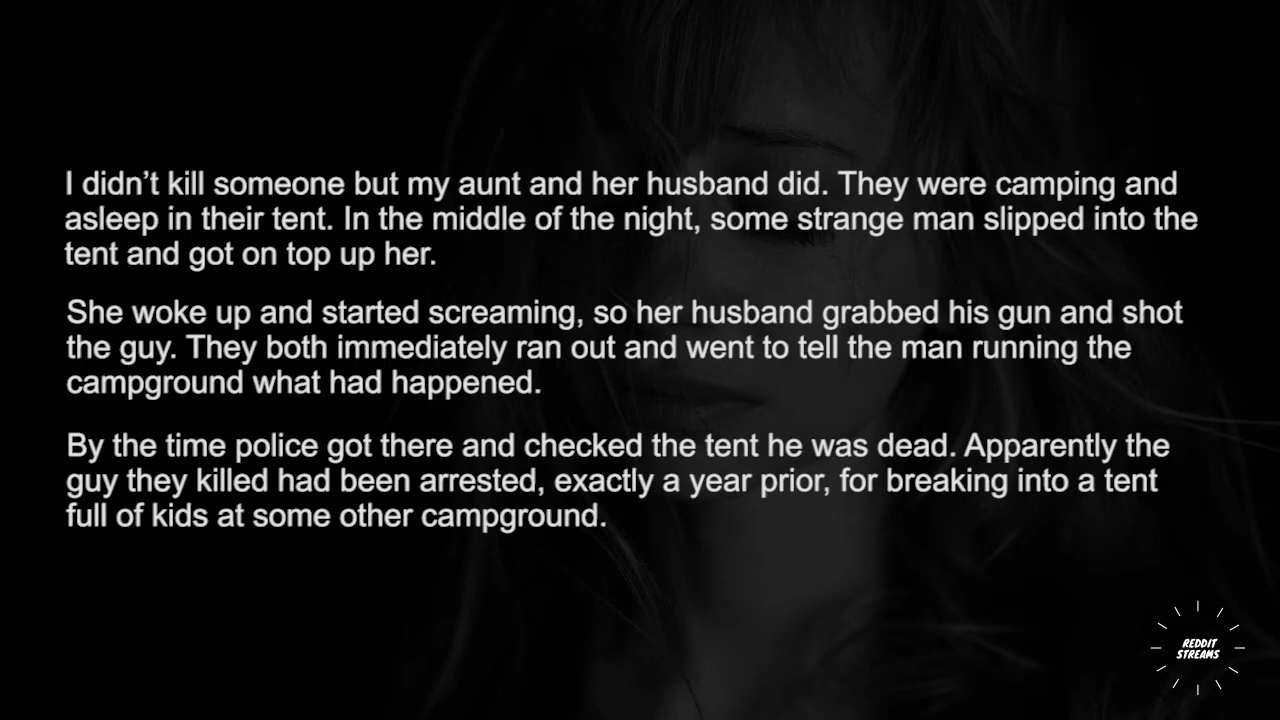 I didn’t kill someone but my aunt and her husband did. They were camping and
asleep in their tent. In the middle of the night, some strange man slipped into the
tent and got on top up her.
She woke up and started screaming, so her husband grabbed his gun and shot
the guy. They both immediately ran out and went to tell the man running the
campground what had happened.
By the time police got there and checked the tent he was dead. Apparently the
guy they killed had been arrested, exactly a year prior, for breaking into a tent
full of kids at some other campground.
REDDIT
STREAMS